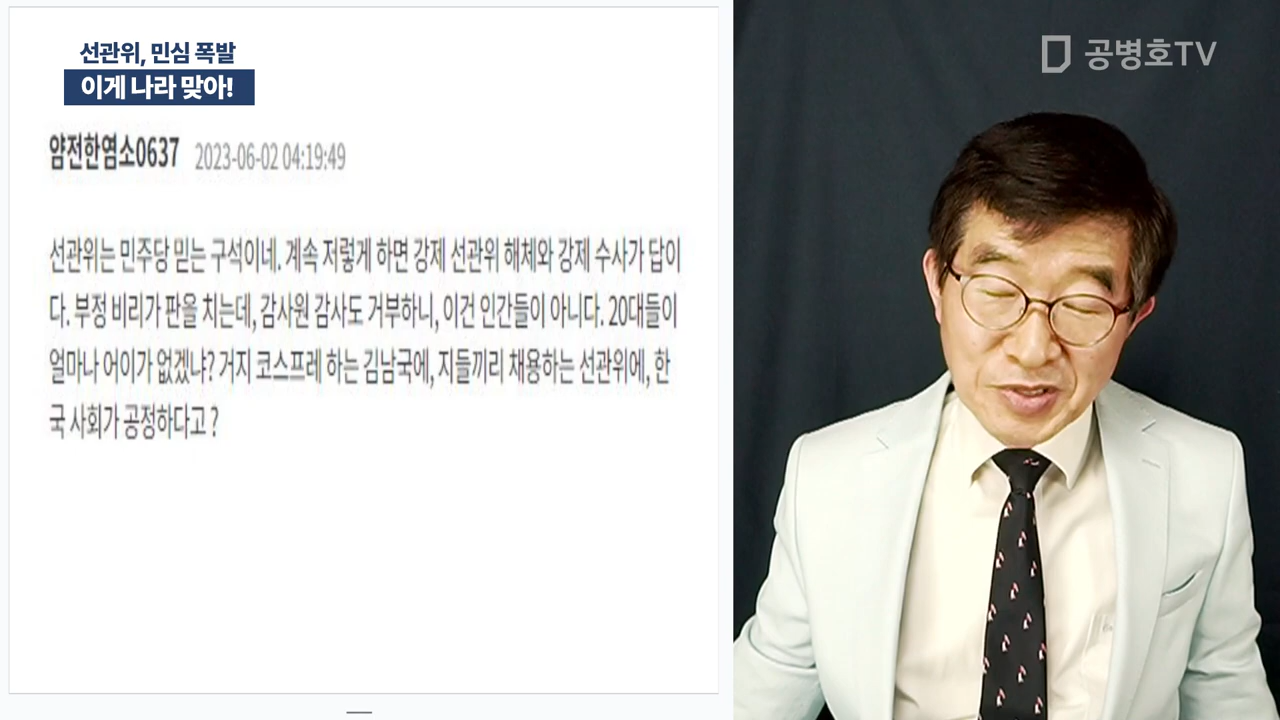 선관위, 민심 폭발
이게 나라 맞아!
공병호TV
얌전한염소0637 2023-06-02 04:19:49
선관위는 민주당 믿는 구석이네. 계속 저렇게 하면 강제 선관위 해체와 강제 수사가 답이
다. 부정 비리가 판을 치는데, 감사원 감사도 거부하니, 이건 인간들이 아니다. 20대들이
얼마나 어이가 없겠냐? 거지 코스프레 하는 김남국에, 지들끼리 채용하는 선관위에, 한
국 사회가 공정하다고 ?